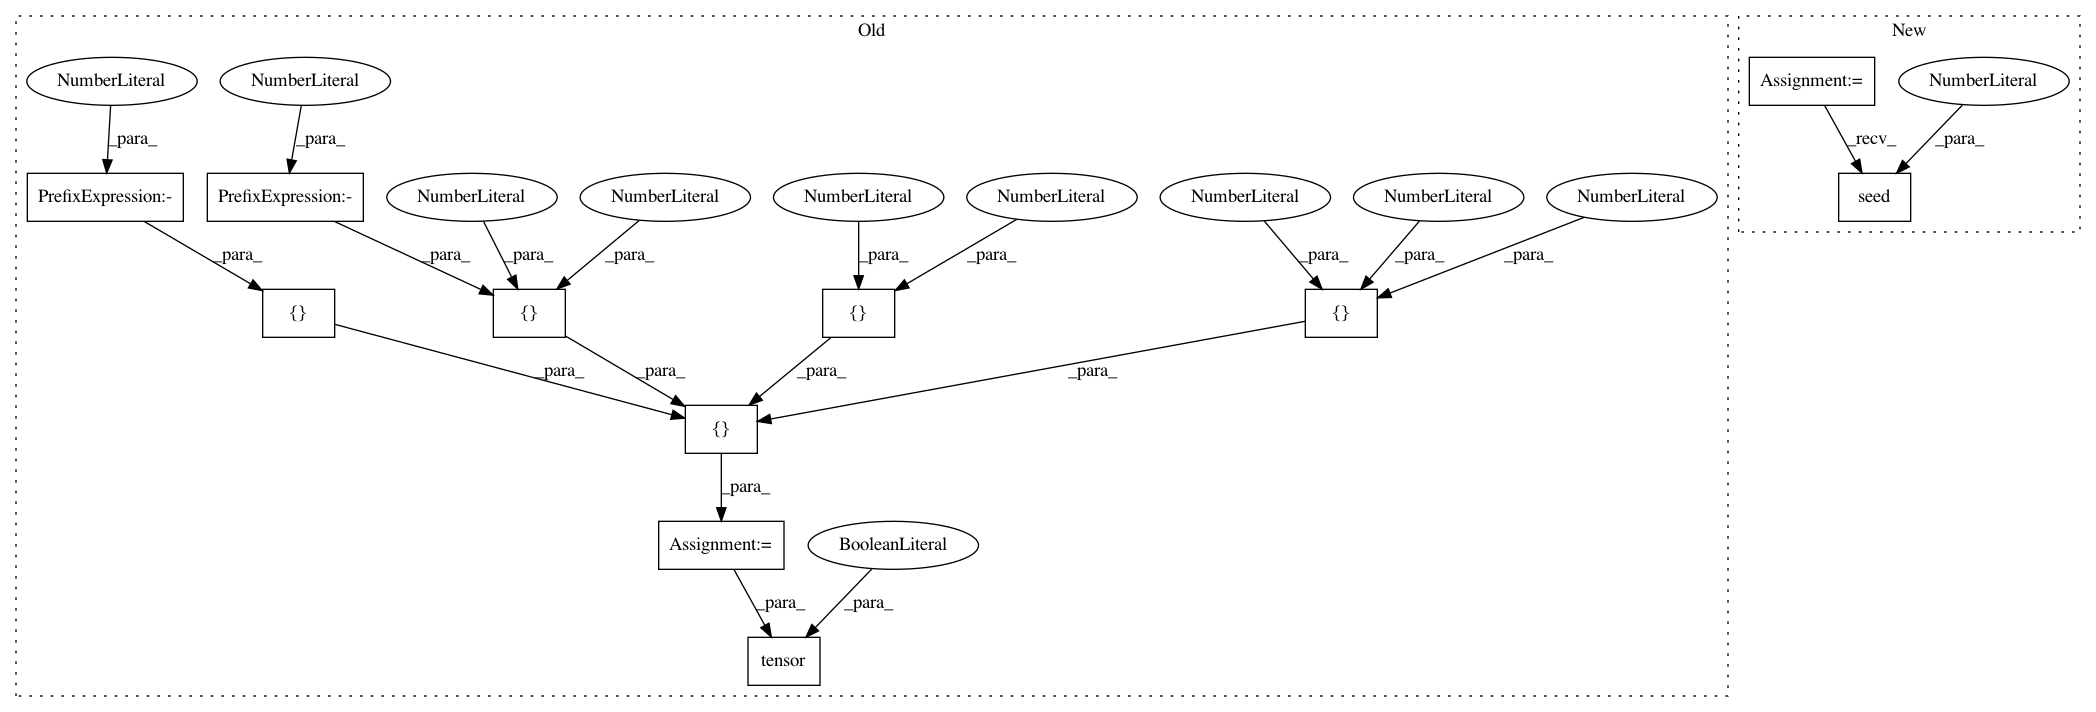 Old
New
NumberLiteral
NumberLiteral
Assignment:=
NumberLiteral
_para_
_para_
_recv_
_para_
PrefixExpression:-
PrefixExpression:-
NumberLiteral
NumberLiteral
NumberLiteral
NumberLiteral
NumberLiteral
NumberLiteral
NumberLiteral
seed
_para_
_para_
_para_
_para_
_para_
_para_
_para_
_para_
_para_
{}
{}
{}
{}
_para_
_para_
_para_
_para_
{}
_para_
Assignment:=
BooleanLiteral
_para_
_para_
tensor